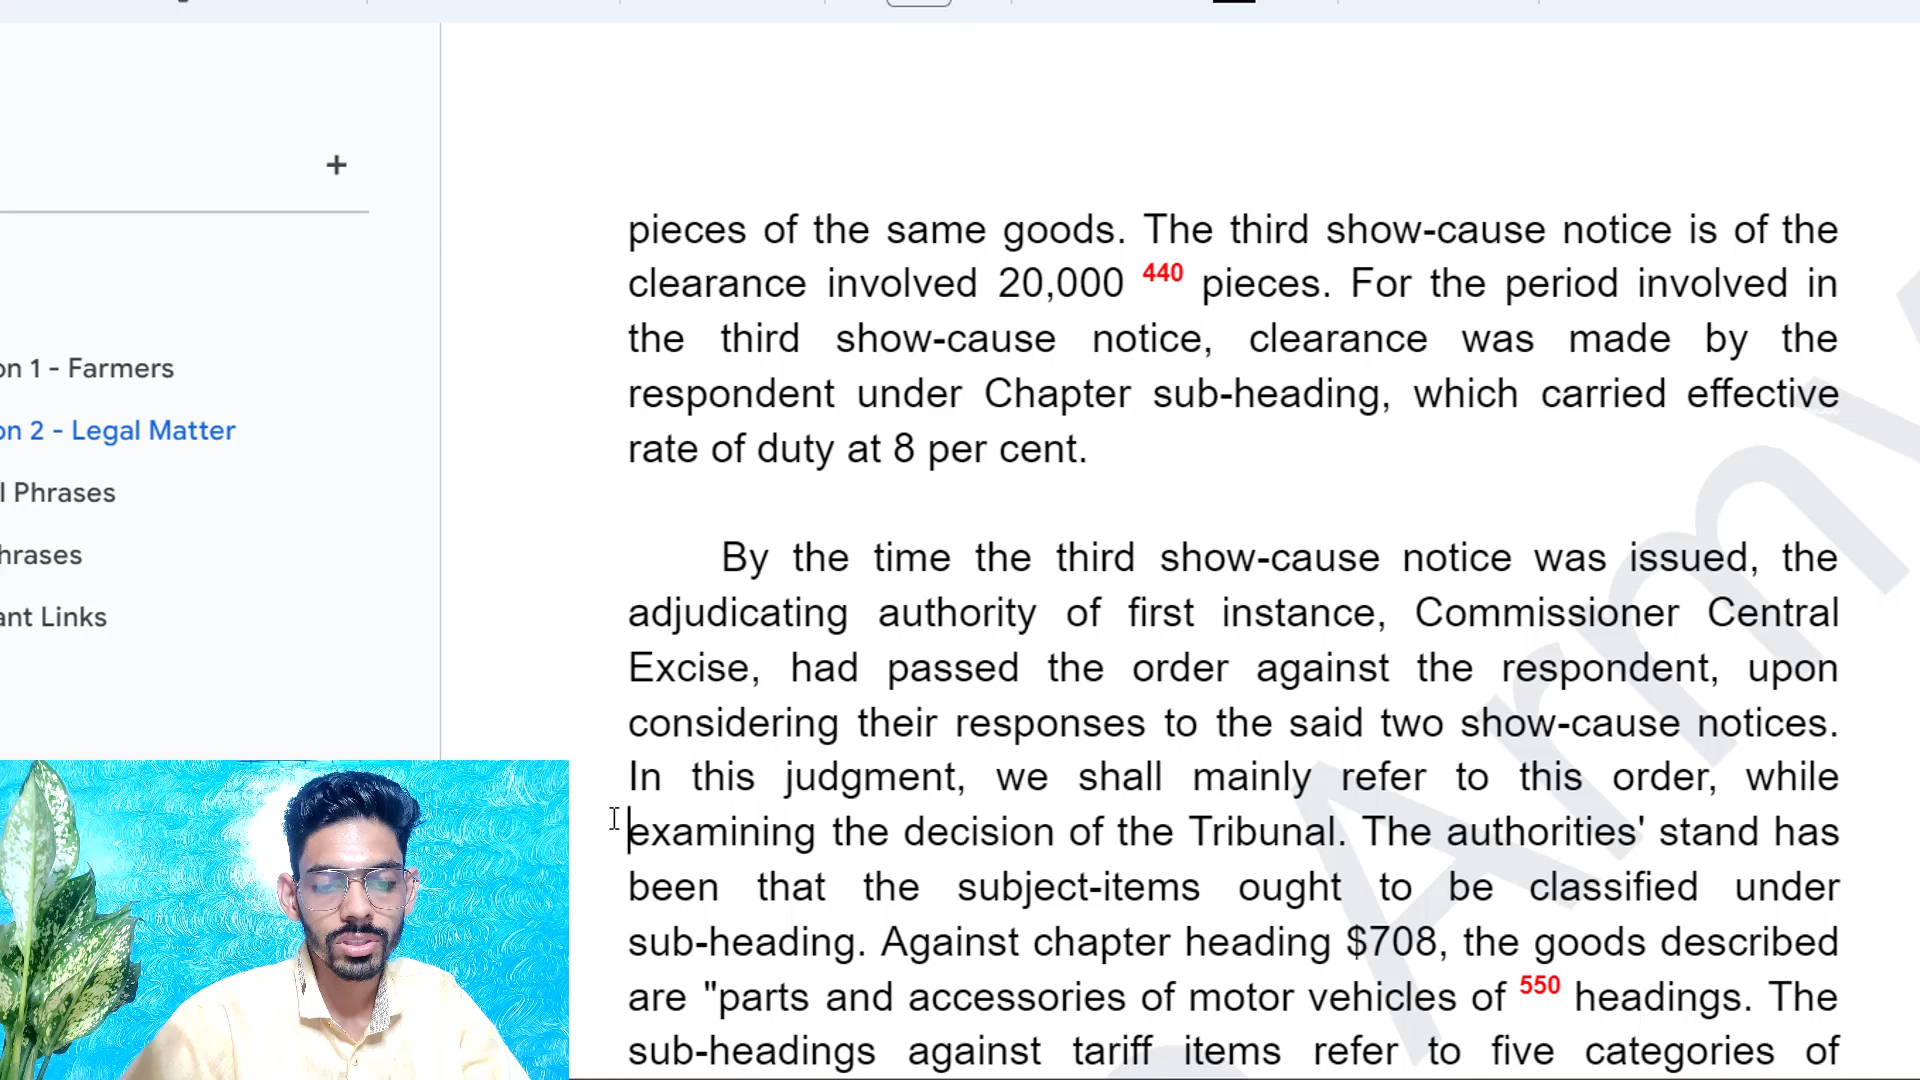 +
on 1 - Farmers
on 2 - Legal Matter
l Phrases
hrases
ant Links
pieces of the same goods. The third show-cause notice is of the
clearance involved 20,000 440 pieces. For the period involved in
the third show-cause notice, clearance was made by the
respondent under Chapter sub-heading, which carried effective
rate of duty at 8 per cent.
By the time the third show-cause notice was issued, the
adjudicating authority of first instance, Commissioner Central
Excise, had passed the order against the respondent, upon
considering their responses to the said two show-cause notices.
In this judgment, we shall mainly refer to this order, while
examining the decision of the Tribunal. The authorities' stand has
been that the subject-items ought to be classified under
sub-heading. Against chapter heading $708, the goods described
are "parts and accessories of motor vehicles of 550 headings. The
sub-headings against tariff items refer to five categories of
Army